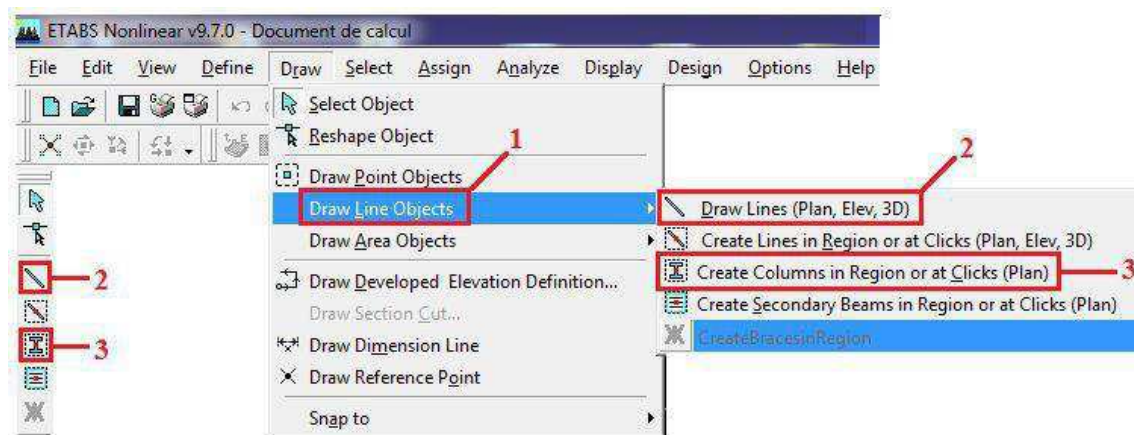 ETABS Nonlinear v9.7.0 - Document de calcul
File Edit View Define Draw Select Assign Analyze Display Design Options Help
Select Object
Reshape Object
1
Draw Point Objects
2
Draw Line Objects
Draw Lines (Plan, Elev, 3D)
Draw Area Objects
Create Lines in Region or at Clicks (Plan, Elev, 3D)
2
Create Columns in Region or at Clicks (Plan)
3
Draw Developed Elevation Definition...
Create Secondary Beams in Region or at Clicks (Plan)
Draw Section Cut...
CreateBracesinRegion
3
Draw Dimension Line
Draw Reference Point
Snap to